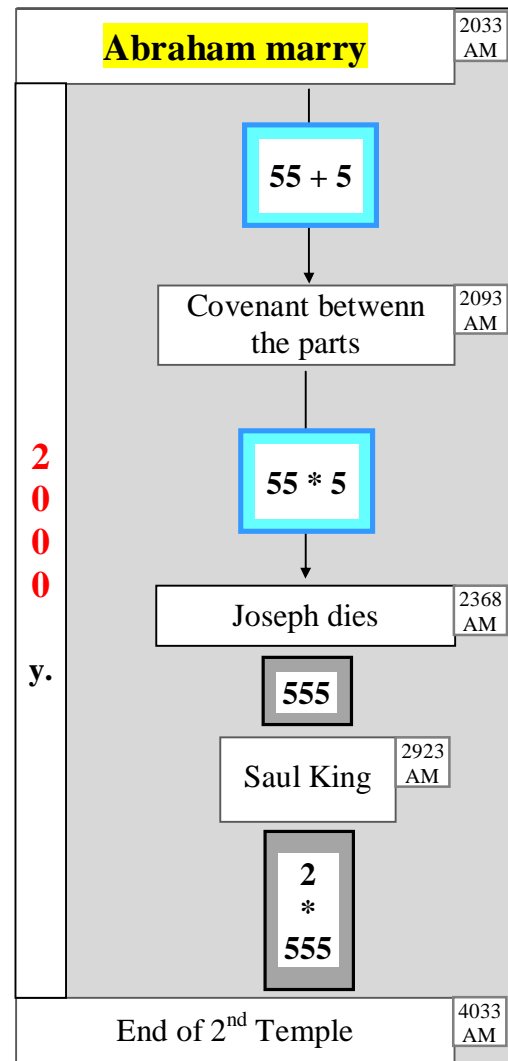 Abraham marry
2033
AM
55 + 5
Covenant betwenn
the parts
2093
AM
55 * 5
2
0
0
0
y.
Joseph dies
2368
AM
555
Saul King
2923
AM
2
*
555
End of 2nd Temple
4033
AM